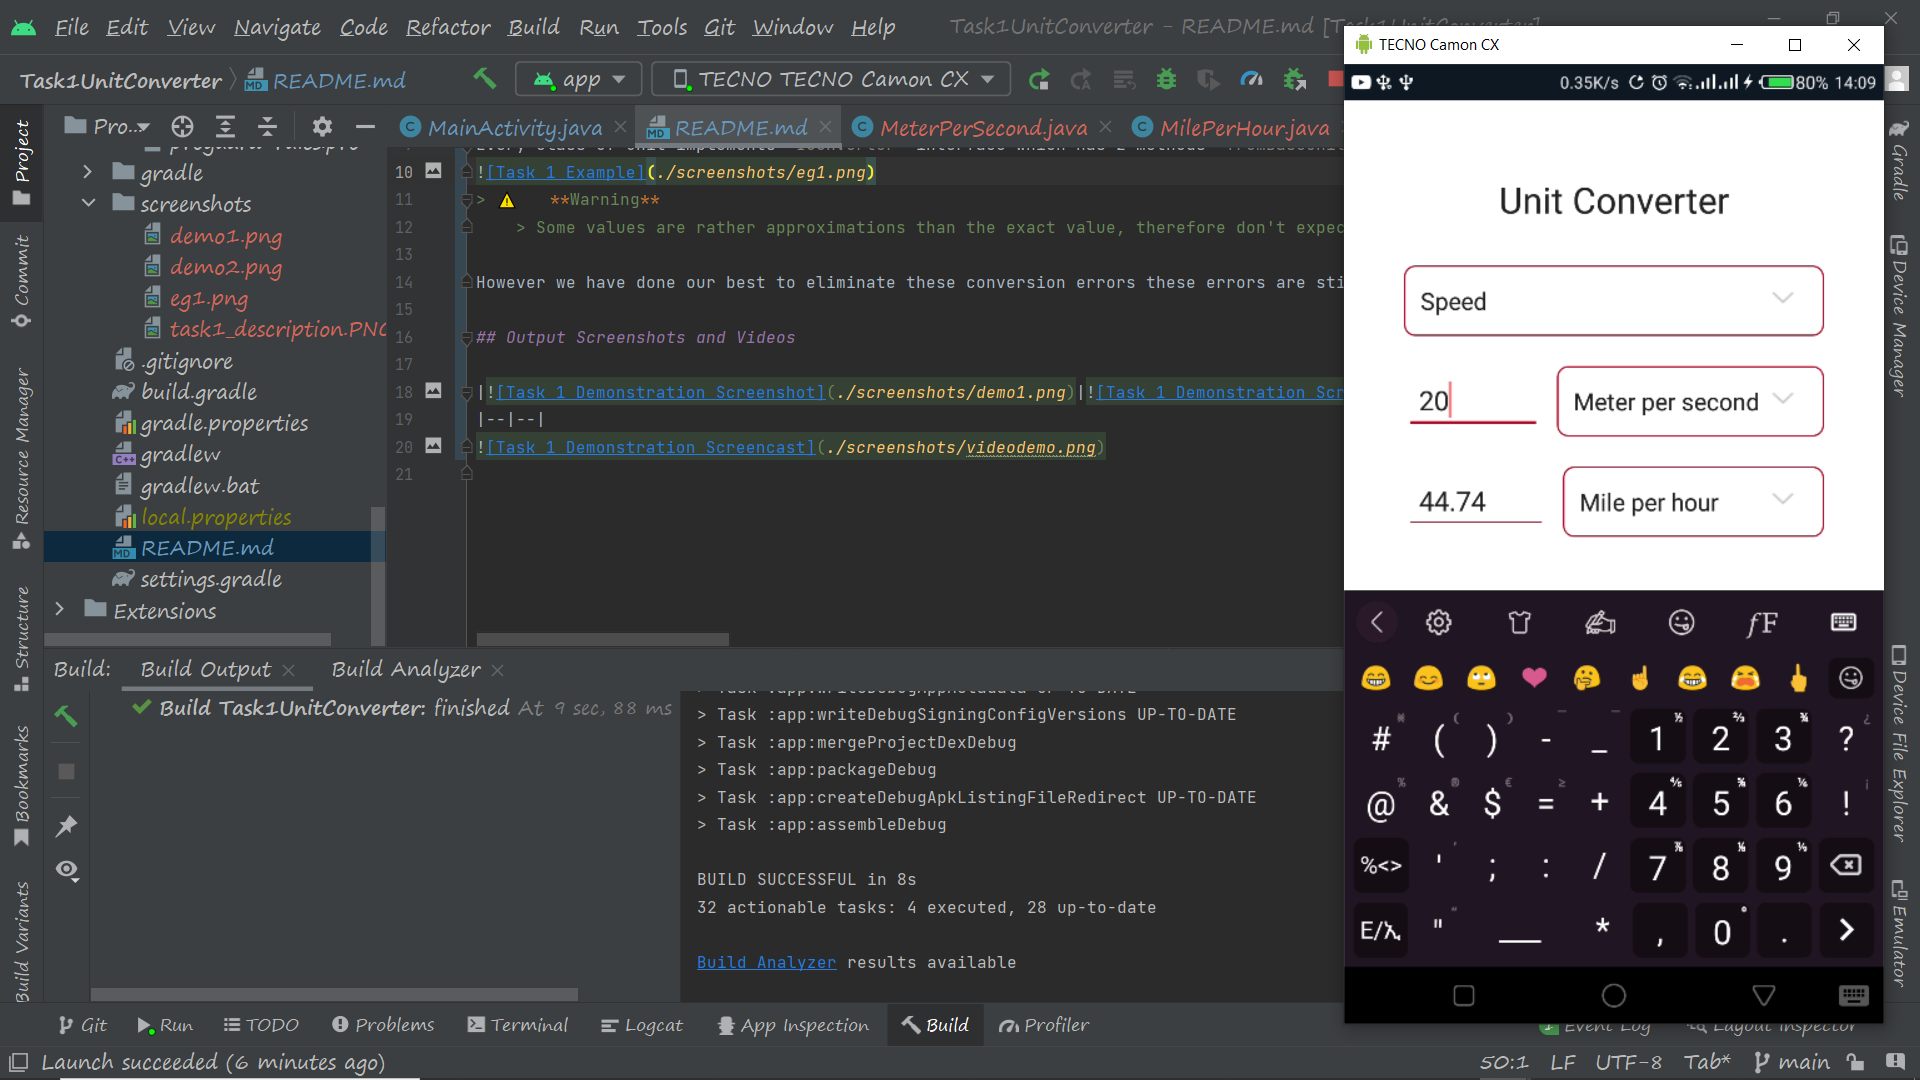 File Edit View Navigate Code Refactor Build Run Tools Git Window Help Task1UnitConverter - README.md [Task1UnitConverter]
Task1UnitConverter README.md app TECNO TECNO Camon CX
Project Pro... MainActivity.java README.md MeterPerSecond.java MilePerHour.java
proguard-rules.pro
gradle
screenshots
demo1.png
demo2.png
eg1.png
task1_description.PNG
.gitignore
build.gradle
gradle.properties
gradlew
gradlew.bat
local.properties
README.md
settings.gradle
Extensions
Commit
Resource Manager
Structure
Bookmarks
Build Variants
10 ![Task 1 Example](./screenshots/eg1.png)
11 > ⚠ **Warning**
12 > Some values are rather approximations than the exact value, therefore don't expec
13
14 However we have done our best to eliminate these conversion errors these errors are sti
15
16 ## Output Screenshots and Videos
17
18 |![Task 1 Demonstration Screenshot](./screenshots/demo1.png)|![Task 1 Demonstration Scr
19 |--|--|
20 ![Task 1 Demonstration Screencast](./screenshots/videodemo.png)
21
Build: Build Output Build Analyzer
Build Task1UnitConverter: finished At 9 sec, 88 ms
> Task :app:writeDebugAppMetadata UP-TO-DATE
> Task :app:writeDebugSigningConfigVersions UP-TO-DATE
> Task :app:mergeProjectDexDebug
> Task :app:packageDebug
> Task :app:createDebugApkListingFileRedirect UP-TO-DATE
> Task :app:assembleDebug
BUILD SUCCESSFUL in 8s
32 actionable tasks: 4 executed, 28 up-to-date
Build Analyzer results available
TECNO Camon CX
0.35K/s 80% 14:09
Unit Converter
Speed
20 Meter per second
44.74 Mile per hour
fF
# ( ) - _ 1 2 3 ?
@ & $ = + 4 5 6 !
%<> ' ; : / 7 8 9
E/ኢ " * , 0 .
Gradle
Device Manager
Device File Explorer
Emulator
Git Run TODO Problems Terminal Logcat App Inspection Build Profiler Event Log Layout Inspector
Launch succeeded (6 minutes ago) 50:1 LF UTF-8 Tab* main